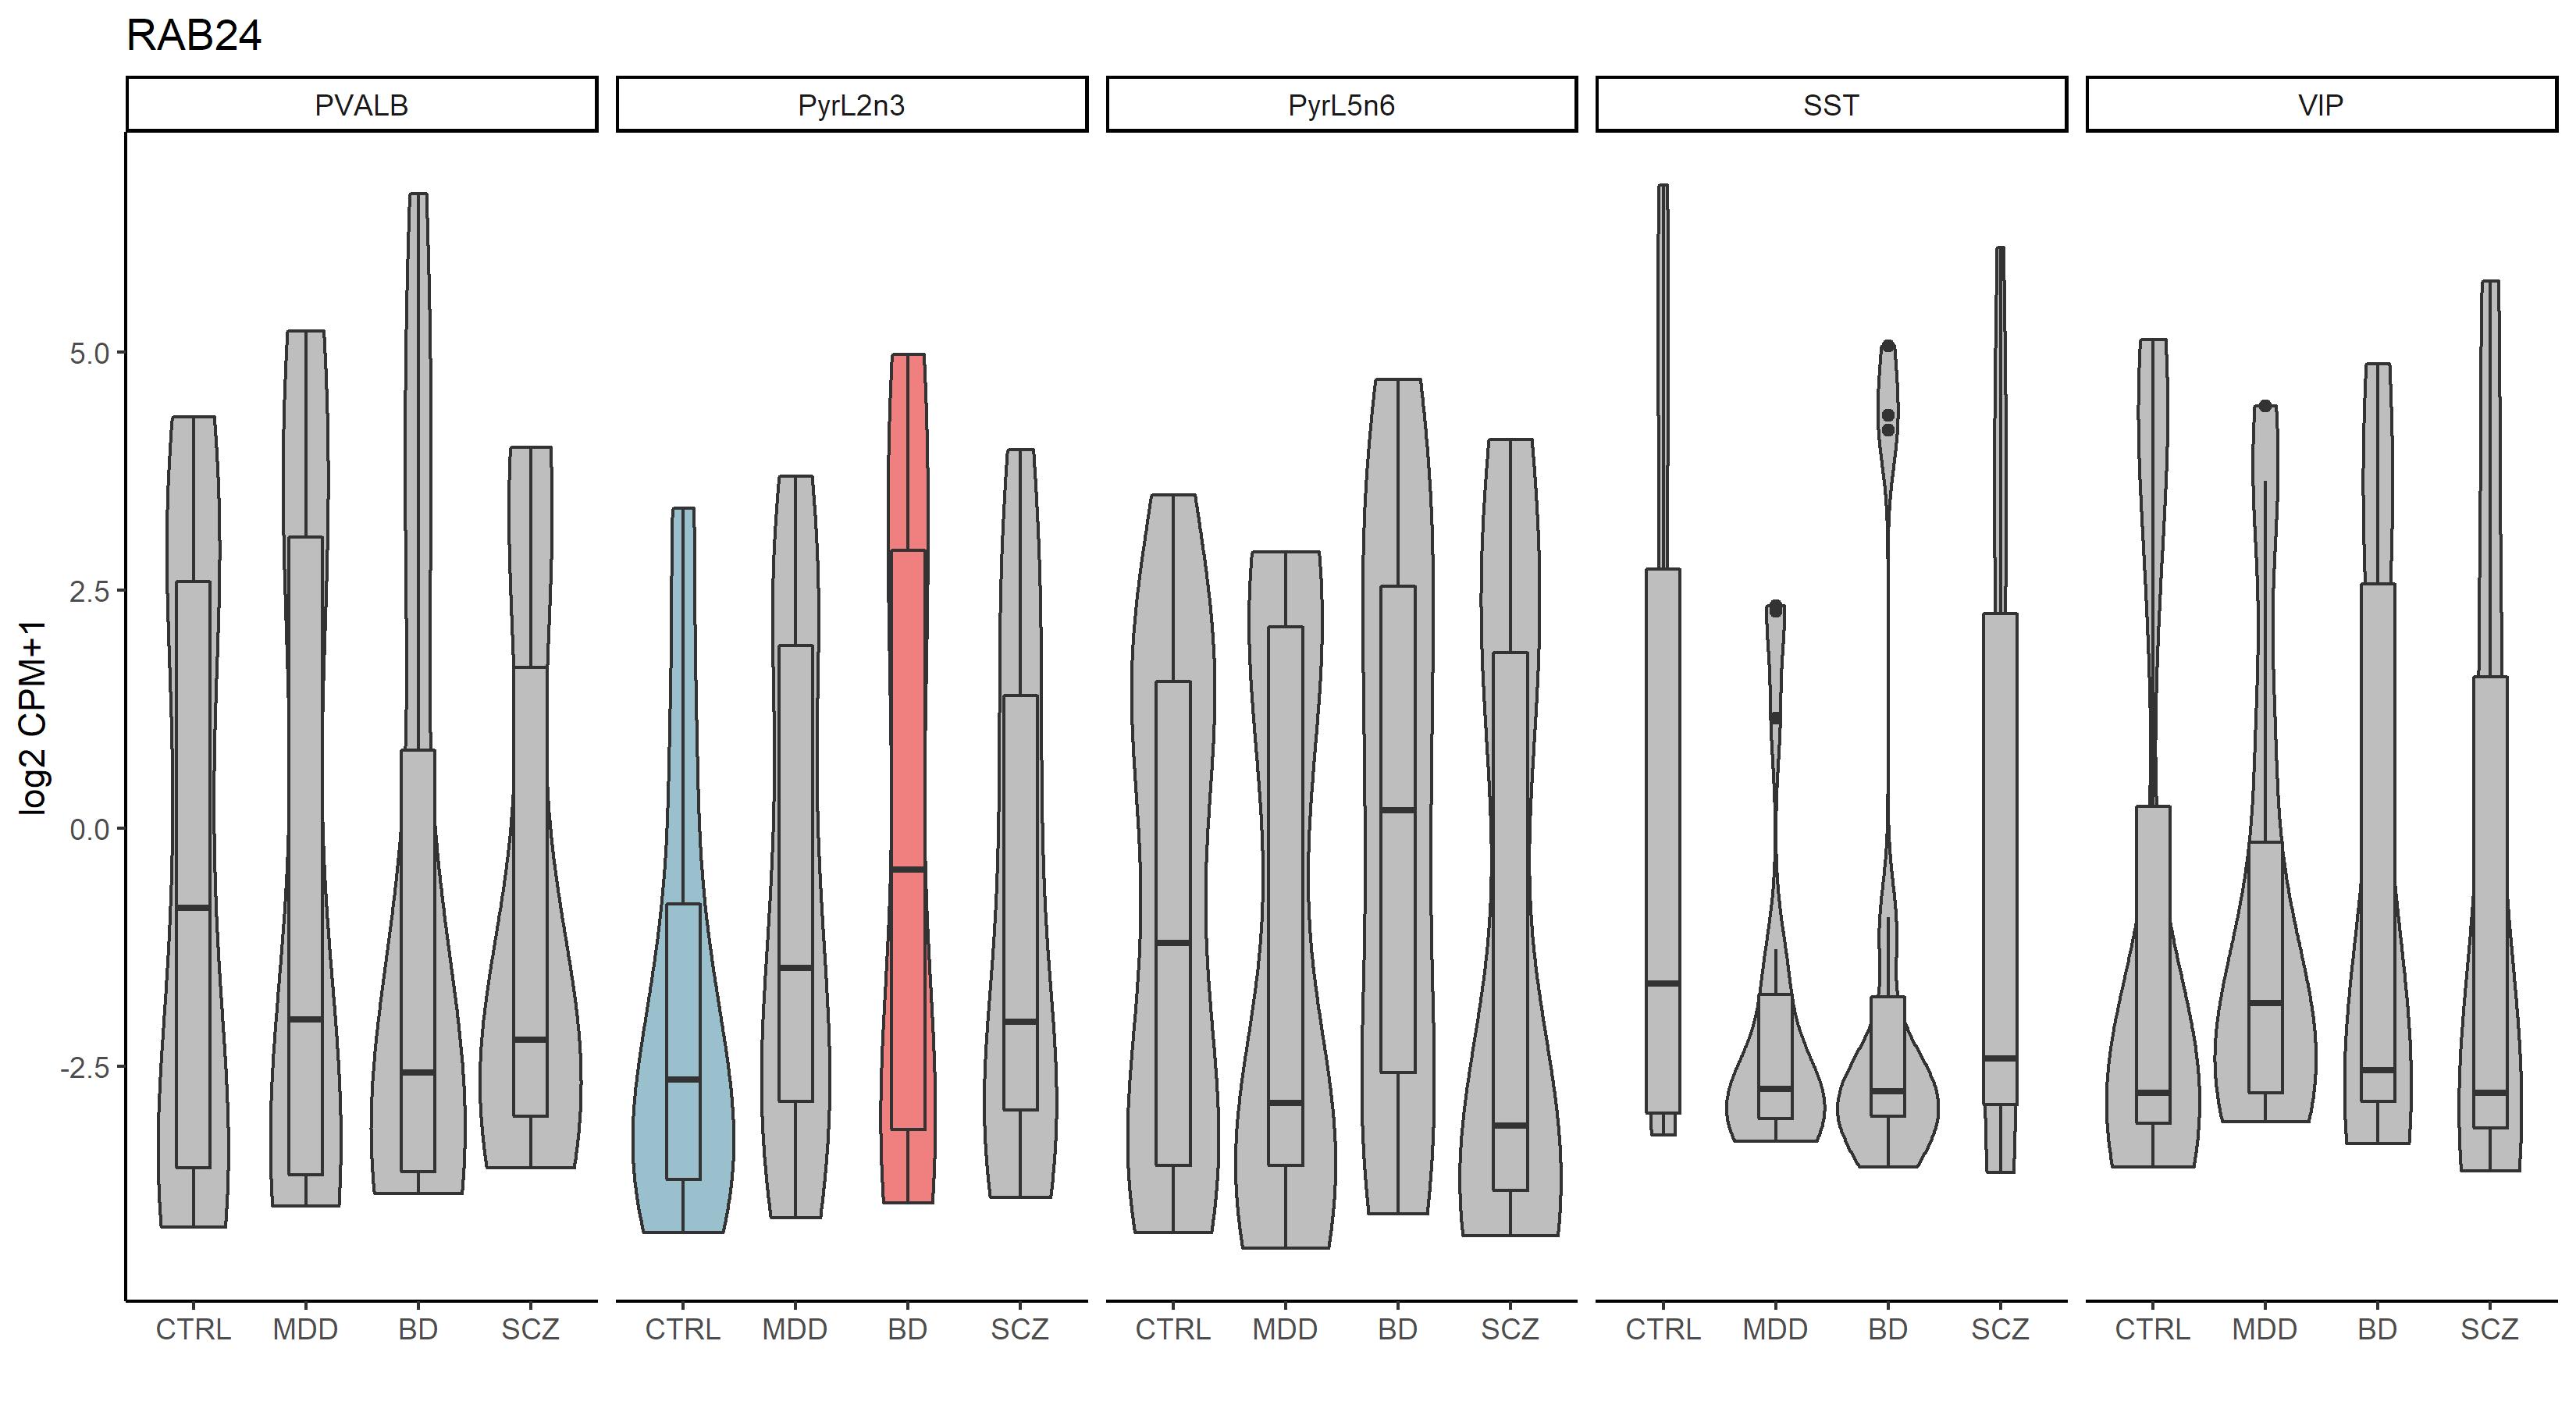 RAB24
PVALB PyrL2n3 PyrL5n6 SST VIP
log2 CPM+1
5.0
2.5
0.0
-2.5
CTRL MDD BD SCZ CTRL MDD BD SCZ CTRL MDD BD SCZ CTRL MDD BD SCZ CTRL MDD BD SCZ